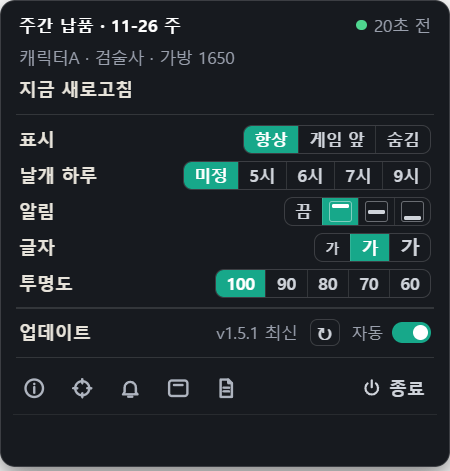 주간 납품 · 11-26 주 20초 전
캐릭터A · 검술사 · 가방 1650
지금 새로고침
표시 항상 게임 앞 숨김
날개 하루 미정 5시 6시 7시 9시
알림 끔
글자 가 가 가
투명도 100 90 80 70 60
업데이트 v1.5.1 최신 자동
종료